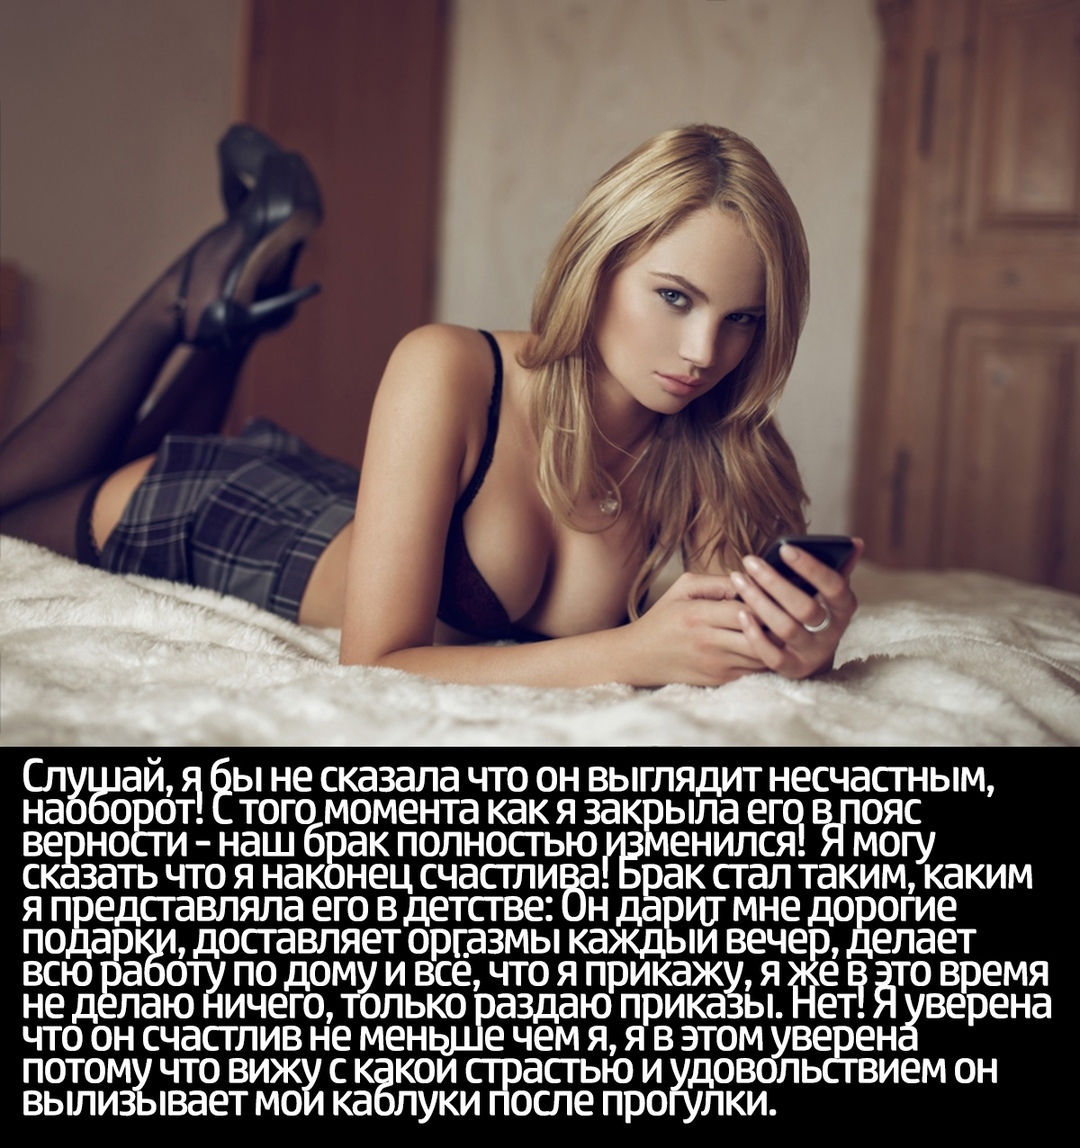 Слушай, я бы не сказала что он выглядит несчастным,
наоборот! С того момента как я закрыла его в пояс
верности - наш брак полностью изменился!  Я могу
сказать что я наконец счастлива! Брак стал таким, каким
я представляла его в детстве: Он дарит мне дорогие
подарки, доставляет оргазмы каждый вечер, делает
всю работу по дому и всё, что я прикажу, я же в это время
не делаю ничего, только раздаю приказы. Нет! Я уверена
что он счастлив не меньше чем я, я в этом уверена
потому что вижу с какой страстью и удовольствием он
вылизывает мои каблуки после прогулки.